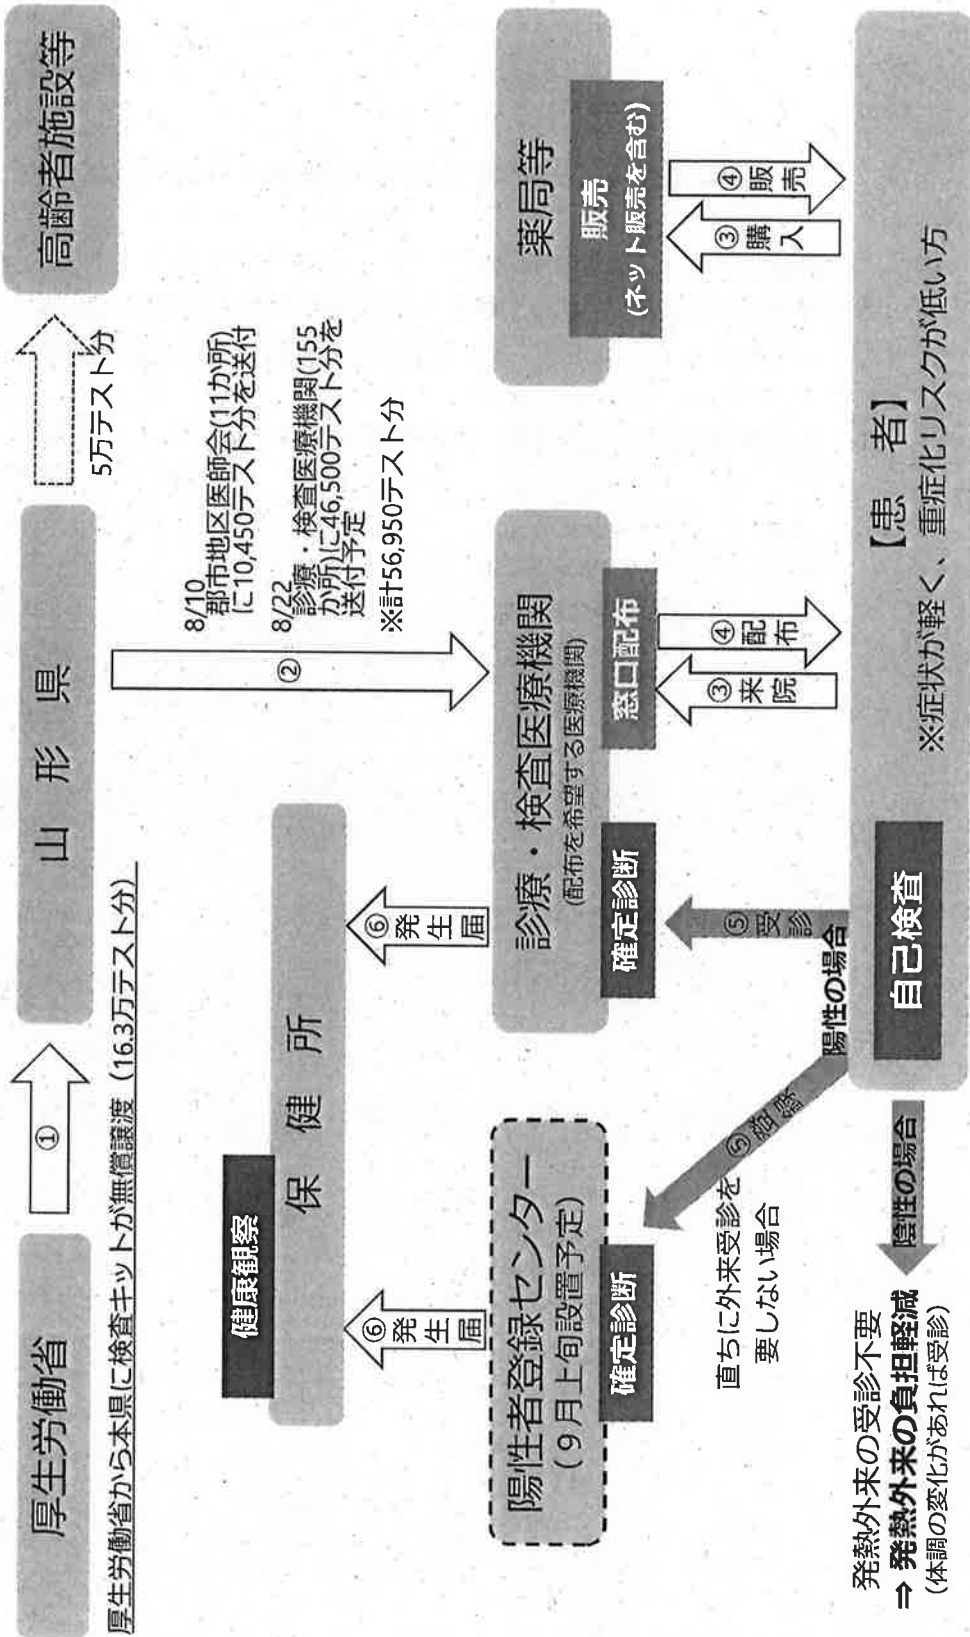 厚生労働省
①
山 形 県
5万テスト分
高齢者施設等
厚生労働省から本県に検査キットが無償譲渡（16.3万テスト分）
健康観察
保 健 所
②
8/10
郡市地区医師会(11か所)
に10,450テスト分を送付
8/22
診療・検査医療機関(155
か所)に46,500テスト分を
送付予定
※計56,950テスト分
⑥発生届
⑥発生届
陽性者登録センター
（９月上旬設置予定）
確定診断
診療・検査医療機関
(配布を希望する医療機関)
確定診断
窓口配布
薬局等
販売
(ネット販売を含む)
直ちに外来受診を
要しない場合
⑤登録
⑤受診
陽性の場合
③来院
④配布
③購入
④販売
発熱外来の受診不要
⇒ 発熱外来の負担軽減
(体調の変化があれば受診)
陰性の場合
自己検査
【患 者】
※症状が軽く、重症化リスクが低い方